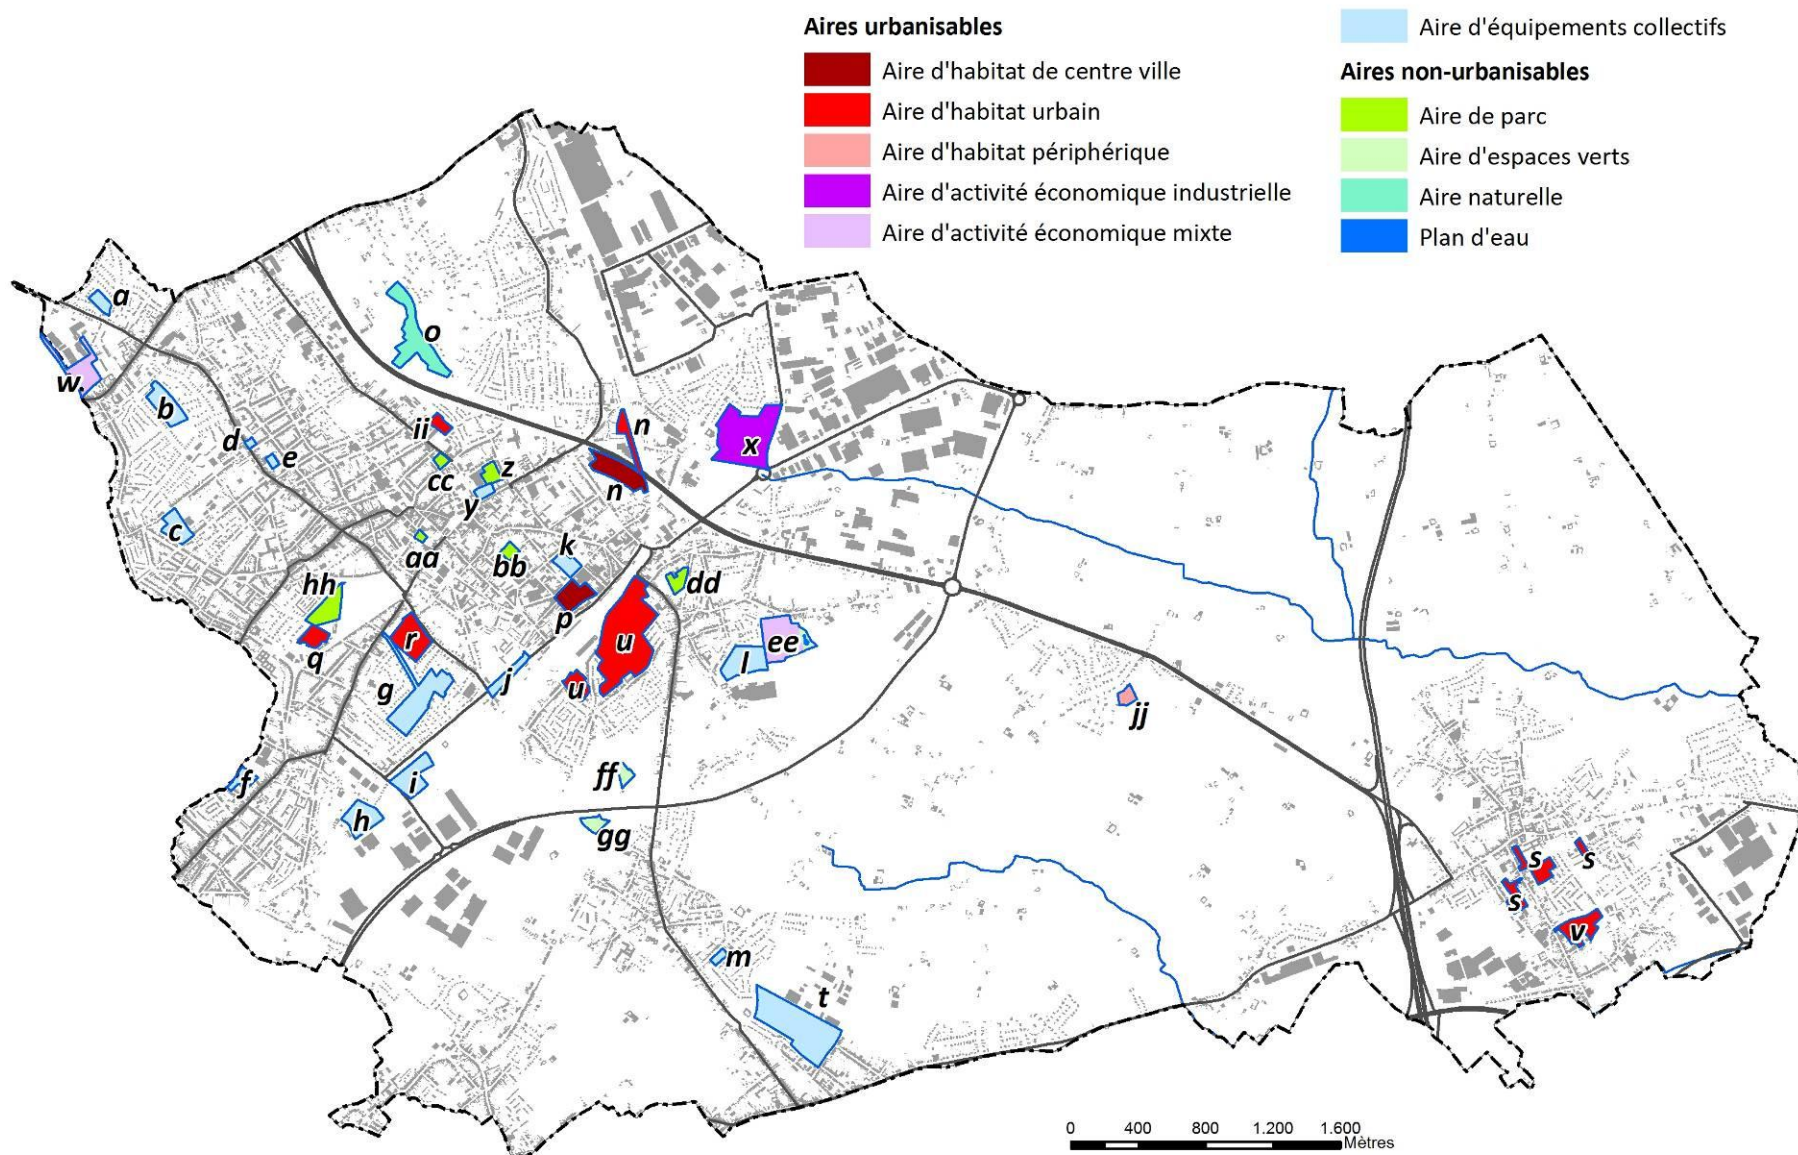 Aires urbanisables
Aire d'habitat de centre ville
Aire d'habitat urbain
Aire d'habitat périphérique
Aire d'activité économique industrielle
Aire d'activité économique mixte
Aire d'équipements collectifs
Aires non-urbanisables
Aire de parc
Aire d'espaces verts
Aire naturelle
Plan d'eau
a
o
w.
b
ii
n
x
d
e
cc
z
y
n
c
aa
bb
k
hh
dd
p
q
r
u
ee
l
g
j
u
jj
ff
f
i
h
gg
s
s
s
v
m
t
0 400 800 1.200 1.600
Mètres